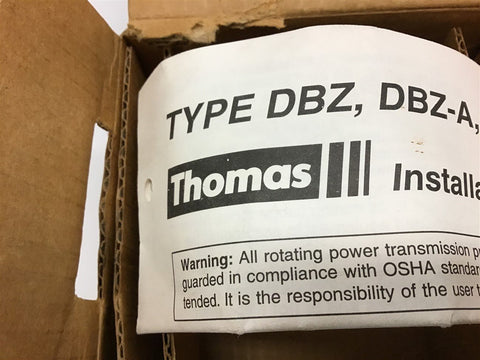 TYPE DBZ, DBZ-A,
Thomas Installa
Warning: All rotating power transmission p
guarded in compliance with OSHA standar
tended. It is the responsibility of the user t